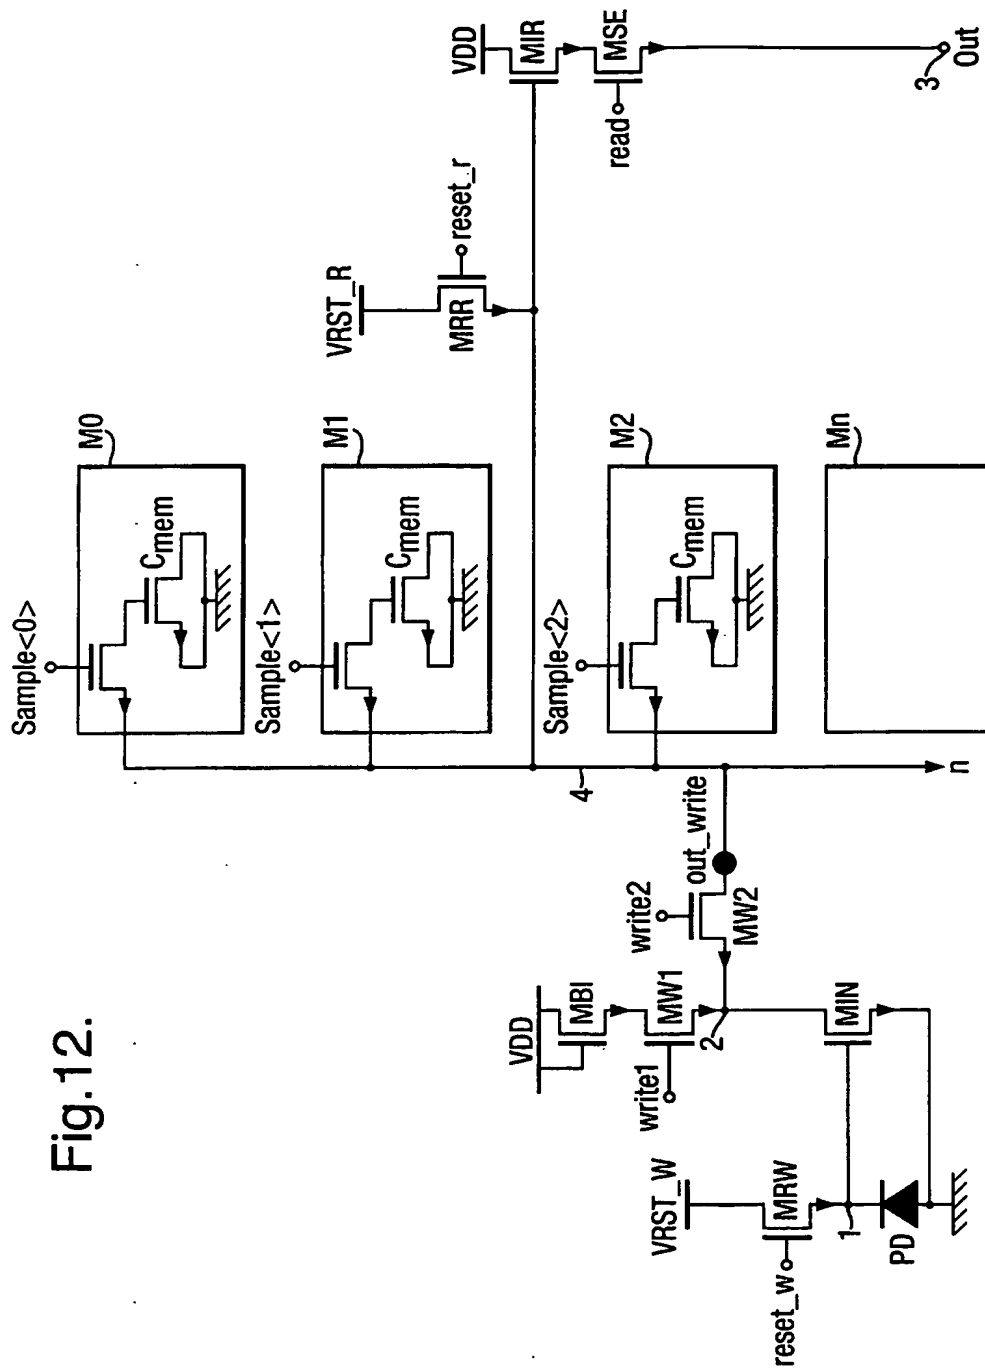 Fig.12.
VDD
MBI
write1
MW1
2
write2
MW2
out_write
VRST_W
MRW
reset_w
1
PD
MIN
4
n
Sample<0>
M0
Cmem
Sample<1>
M1
Cmem
Sample<2>
M2
Cmem
Mn
VRST_R
MRR
reset_r
VDD
MIR
MSE
read
3
Out